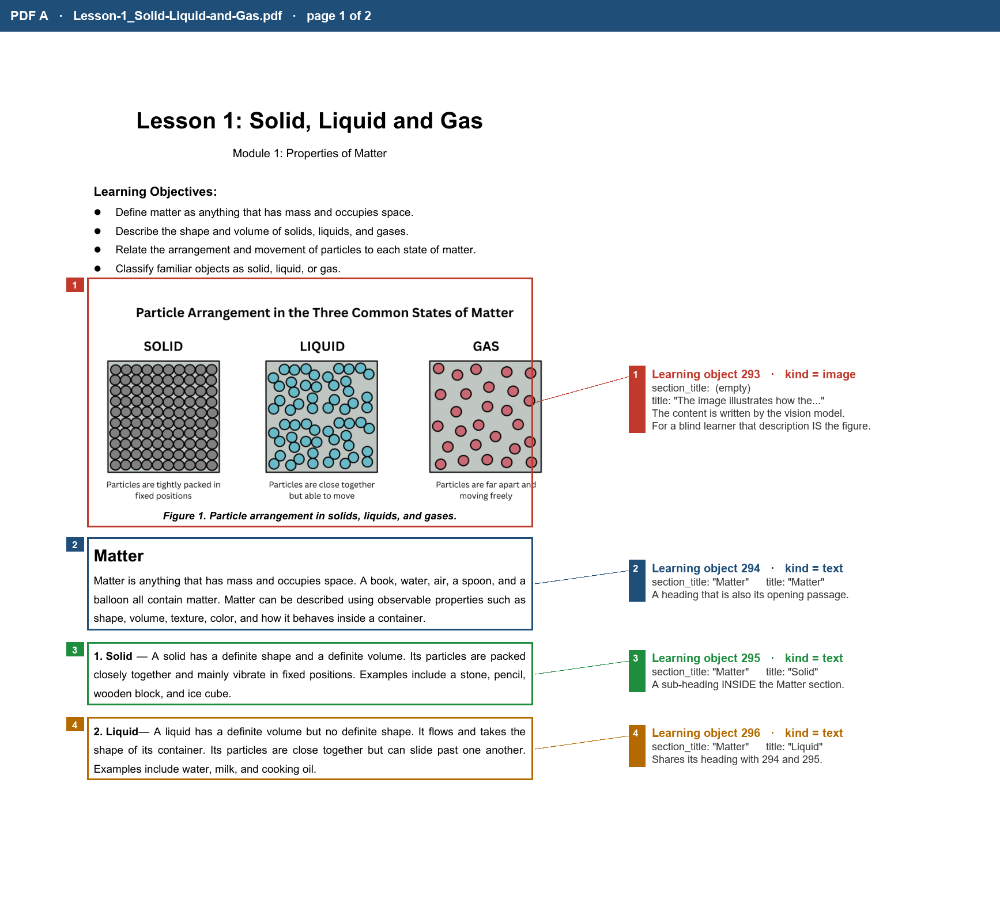 PDF A · Lesson-1_Solid-Liquid-and-Gas.pdf · page 1 of 2
Lesson 1: Solid, Liquid and Gas
Module 1: Properties of Matter
Learning Objectives:
● Define matter as anything that has mass and occupies space.
● Describe the shape and volume of solids, liquids, and gases.
● Relate the arrangement and movement of particles to each state of matter.
● Classify familiar objects as solid, liquid, or gas.
1
Particle Arrangement in the Three Common States of Matter
SOLID LIQUID GAS
Particles are tightly packed in
fixed positions
Particles are close together
but able to move
Particles are far apart and
moving freely
Figure 1. Particle arrangement in solids, liquids, and gases.
1 Learning object 293 · kind = image
section_title: (empty)
title: "The image illustrates how the..."
The content is written by the vision model.
For a blind learner that description IS the figure.
2
Matter
Matter is anything that has mass and occupies space. A book, water, air, a spoon, and a
balloon all contain matter. Matter can be described using observable properties such as
shape, volume, texture, color, and how it behaves inside a container.
2 Learning object 294 · kind = text
section_title: "Matter" title: "Matter"
A heading that is also its opening passage.
3
1. Solid — A solid has a definite shape and a definite volume. Its particles are packed
closely together and mainly vibrate in fixed positions. Examples include a stone, pencil,
wooden block, and ice cube.
3 Learning object 295 · kind = text
section_title: "Matter" title: "Solid"
A sub-heading INSIDE the Matter section.
4
2. Liquid— A liquid has a definite volume but no definite shape. It flows and takes the
shape of its container. Its particles are close together but can slide past one another.
Examples include water, milk, and cooking oil.
4 Learning object 296 · kind = text
section_title: "Matter" title: "Liquid"
Shares its heading with 294 and 295.